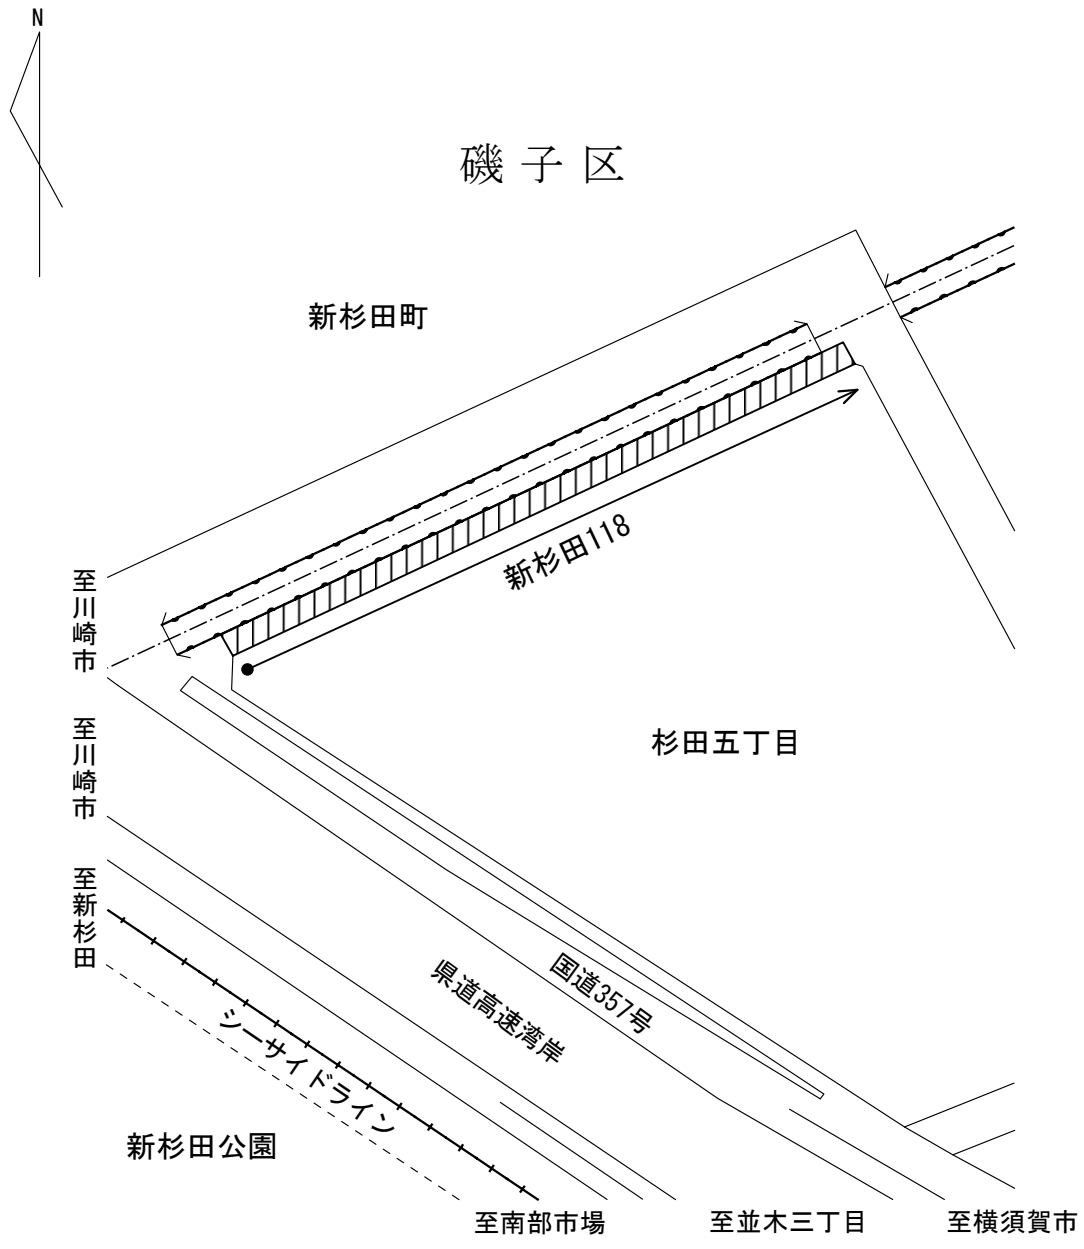 N
磯子区
新杉田町
新杉田118
至川崎市
杉田五丁目
至川崎市
至新杉田
国道357号
県道高速湾岸
シーサイドライン
新杉田公園
至南部市場
至並木三丁目
至横須賀市